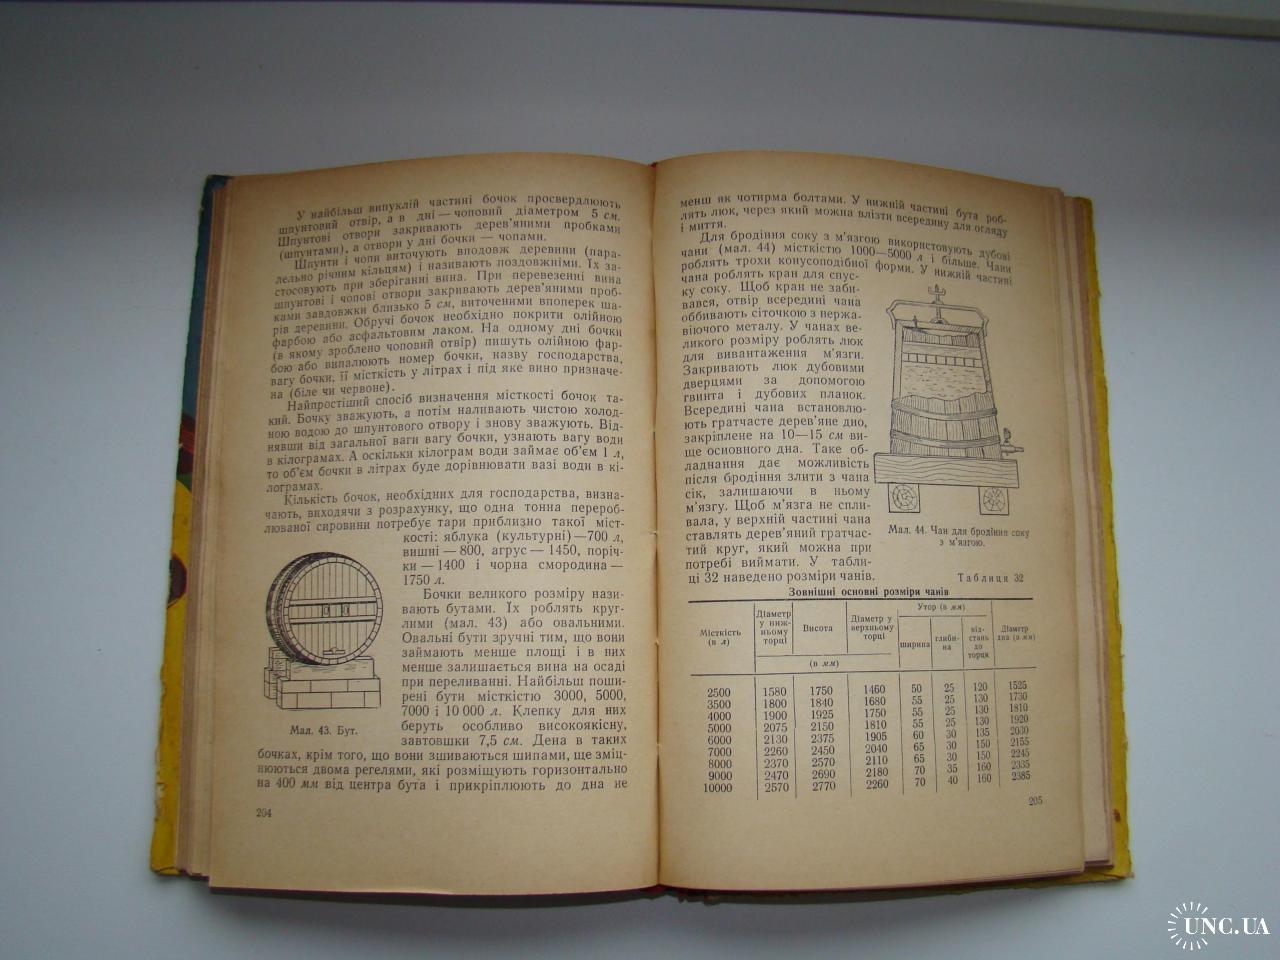 У найбільш випуклій частині бочок просвердлюють
шпунтовий отвір, а в дні — чоповий діаметром 5 см.
Шпунтові отвори закривають дерев'яними пробками
(шпунтами), а отвори у дні бочки — чопами.
Шпунти і чопи виточують вподовж деревини (пара-
лельно річним кільцям) і називають поздовжніми. Їх за-
стосовують при зберіганні вина. При перевезенні вина
шпунтові і чопові отвори закривають дерев'яними проб-
ками завдовжки близько 5 см, виточеними впоперек ша-
рів деревини. Обручі бочок необхідно покрити олійною
фарбою або асфальтовим лаком. На одному дні бочки
(в якому зроблено чоповий отвір) пишуть олійною фар-
бою або випалюють номер бочки, назву господарства,
вагу бочки, її місткість у літрах і під яке вино призначе-
на (біле чи червоне).
Найпростіший спосіб визначення місткості бочок та-
кий. Бочку зважують, а потім наливають чистою холод-
ною водою до шпунтового отвору і знову зважують. Від-
нявши від загальної ваги вагу бочки, узнають вагу води
в кілограмах. А оскільки кілограм води займає об'єм 1 л,
то об'єм бочки в літрах буде дорівнювати вазі води в кі-
лограмах.
Кількість бочок, необхідних для господарства, визна-
чають, виходячи з розрахунку, що одна тонна перероб-
люваної сировини потребує тари приблизно такої міст-
кості: яблука (культурні) — 700 л,
вишні — 800, агрус — 1450, поріч-
ки — 1400 і чорна смородина —
1750 л.
Бочки великого розміру нази-
вають бутами. Їх роблять круг-
лими (мал. 43) або овальними.
Овальні бути зручні тим, що вони
займають менше площі і в них
менше залишається вина на осаді
при переливанні. Найбільш поши-
рені бути місткістю 3000, 5000,
7000 і 10 000 л. Клепку для них
беруть особливо високоякісну,
завтовшки 7,5 см. Дена в таких
Мал. 43. Бут.
бочках, крім того, що вони зшиваються шипами, ще зміц-
нюються двома регелями, які розміщують горизонтально
на 400 мм від центра бута і прикріплюють до дна не
204
менш як чотирма болтами. У нижній частині бута роб-
лять люк, через який можна влізти всередину для огляду
і миття.
Для бродіння соку з м'язгою використовують дубові
чани (мал. 44) місткістю 1000—5000 л і більше. Чани
роблять трохи конусоподібної форми. У нижній частині
чана роблять кран для спус-
ку соку. Щоб кран не заби-
вався, отвір всередині чана
оббивають сіточкою з нержа-
віючого металу. У чанах ве-
ликого розміру роблять люк
для вивантаження м'язги.
Закривають люк дубовими
дверцями за допомогою
гвинта і дубових планок.
Всередині чана встановлю-
ють гратчасте дерев'яне дно,
закріплене на 10—15 см ви-
ще основного дна. Таке об-
ладнання дає можливість
після бродіння злити з чана
сік, залишаючи в ньому
м'язгу. Щоб м'язга не спли-
вала, у верхній частині чана
ставлять дерев'яний гратчас-
тий круг, який можна при
потребі виймати. У табли-
ці 32 наведено розміри чанів.
Мал. 44. Чан для бродіння соку
з м'язгою.
Таблиця 32
Зовнішні основні розміри чанів
Місткість (в л) Діаметр у ниж-ньому торці Висота Діаметр у верхньому торці Утор (в мм) ширина глиби-на від-стань до торця Діаметр дна (в мм)
(в мм)
2500 1580 1750 1460 50 25 120 1525
3500 1800 1840 1680 55 25 130 1730
4000 1900 1925 1750 55 25 130 1810
5000 2075 2150 1810 55 25 130 1920
6000 2130 2375 1905 60 30 135 2030
7000 2260 2450 2040 65 30 150 2155
8000 2370 2570 2110 65 30 150 2245
9000 2470 2690 2180 70 35 160 2335
10000 2570 2770 2260 70 40 160 2385
205
UNC.UA